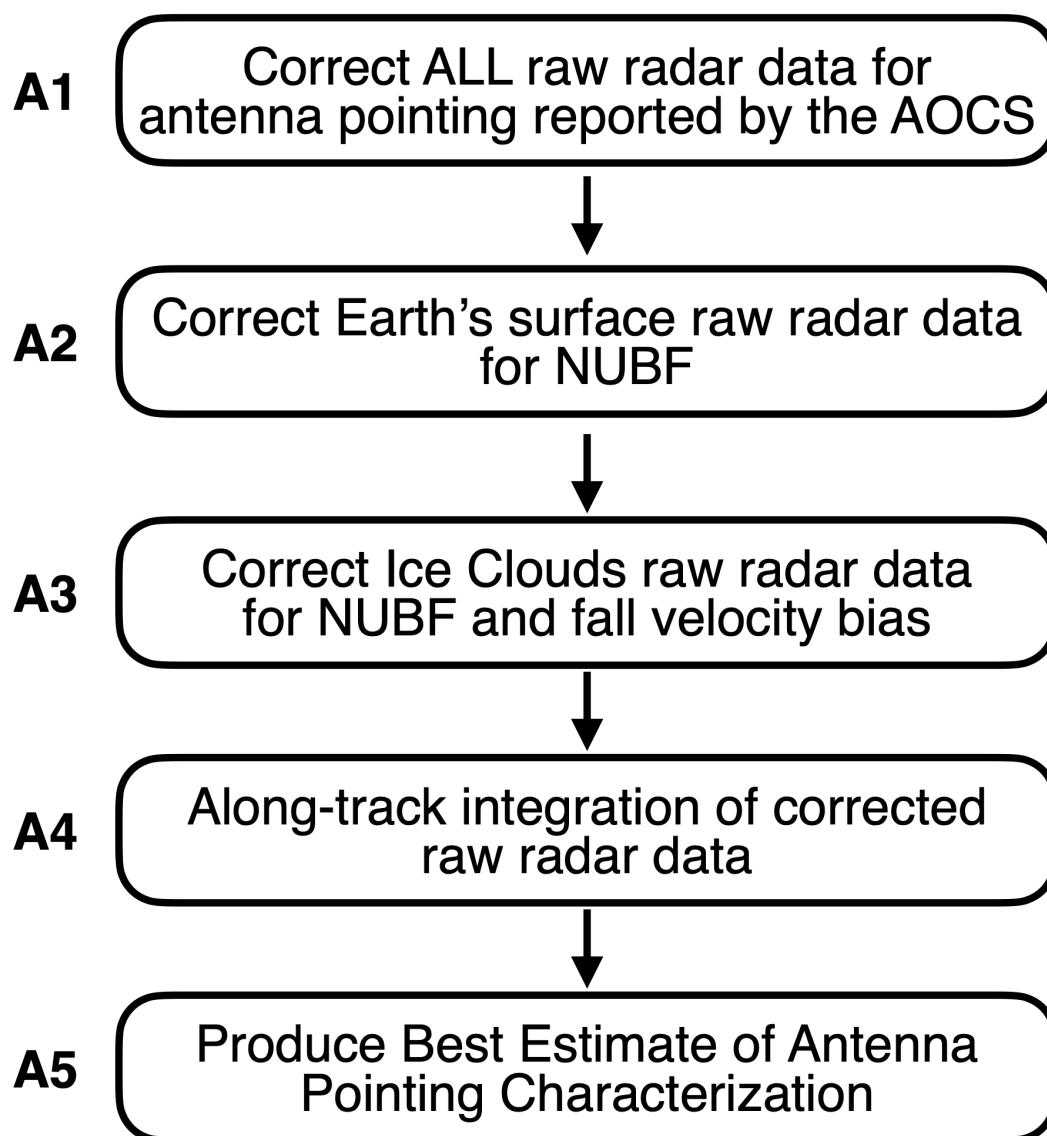 A1
Correct ALL raw radar data for
antenna pointing reported by the AOCS
A2
Correct Earth’s surface raw radar data
for NUBF
A3
Correct Ice Clouds raw radar data
for NUBF and fall velocity bias
A4
Along-track integration of corrected
raw radar data
A5
Produce Best Estimate of Antenna
Pointing Characterization